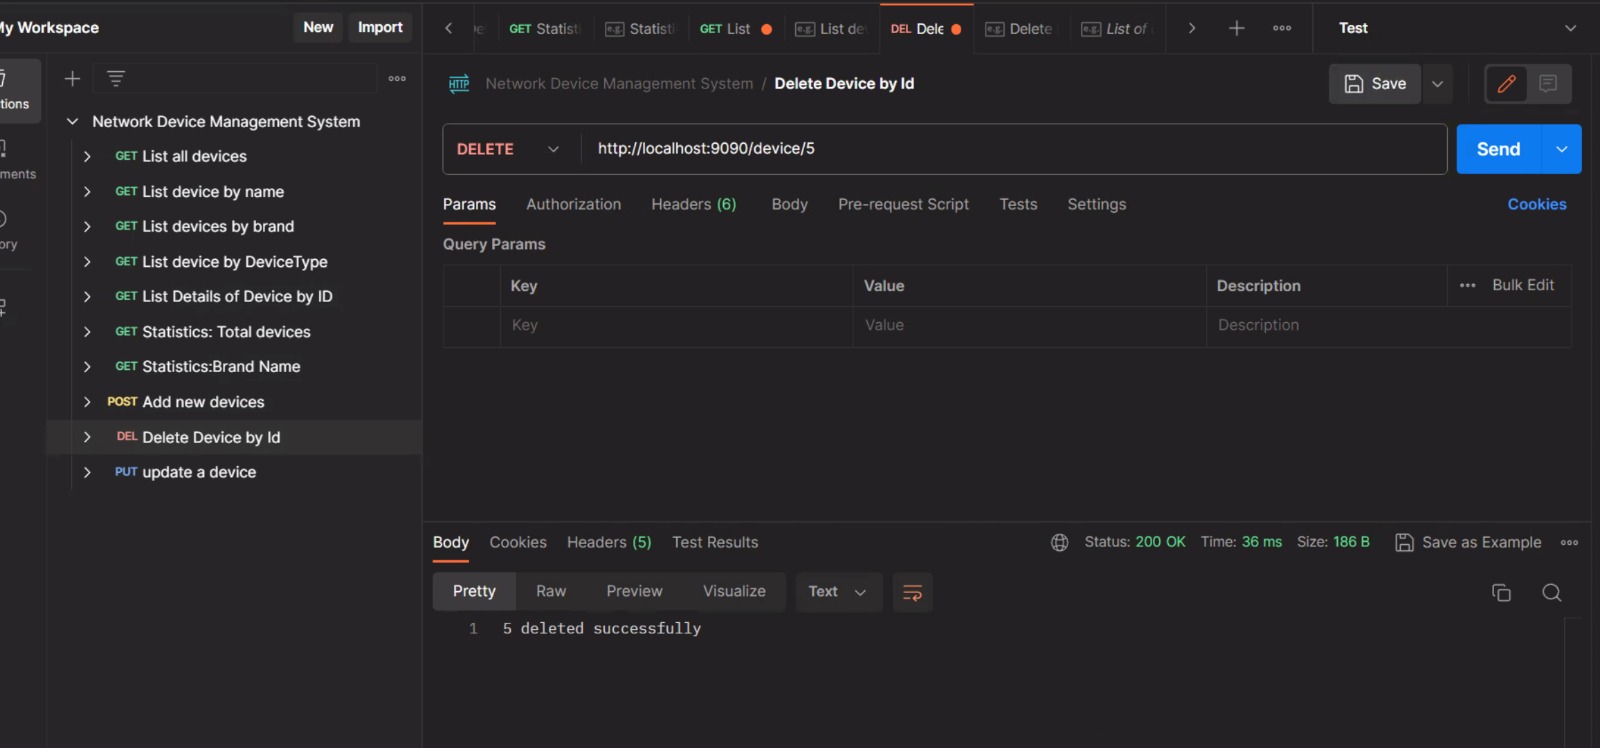 My Workspace
New
Import
GET Statisti
e.g. Statisti
GET List
e.g. List de
DEL Dele
e.g. Delete
e.g. List of
Test
tions
ments
ory
Network Device Management System
GET List all devices
GET List device by name
GET List devices by brand
GET List device by DeviceType
GET List Details of Device by ID
GET Statistics: Total devices
GET Statistics:Brand Name
POST Add new devices
DEL Delete Device by Id
PUT update a device
HTTP Network Device Management System / Delete Device by Id
Save
DELETE
http://localhost:9090/device/5
Send
Params
Authorization
Headers (6)
Body
Pre-request Script
Tests
Settings
Cookies
Query Params
Key
Value
Description
Bulk Edit
Key
Value
Description
Body
Cookies
Headers (5)
Test Results
Status: 200 OK
Time: 36 ms
Size: 186 B
Save as Example
Pretty
Raw
Preview
Visualize
Text
1 5 deleted successfully